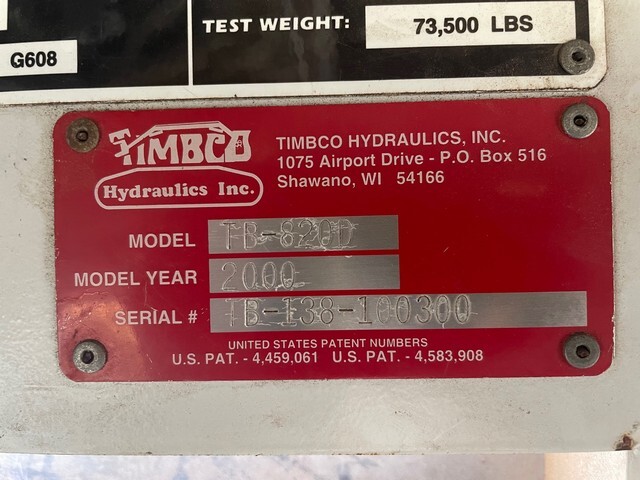 TEST WEIGHT: 73,500 LBS
G608
TIMBCO
Hydraulics Inc.
TIMBCO HYDRAULICS, INC.
1075 Airport Drive - P.O. Box 516
Shawano, WI 54166
MODEL TB-820D
MODEL YEAR 2000
SERIAL # TB-138-100300
UNITED STATES PATENT NUMBERS
U.S. PAT. - 4,459,061 U.S. PAT. - 4,583,908